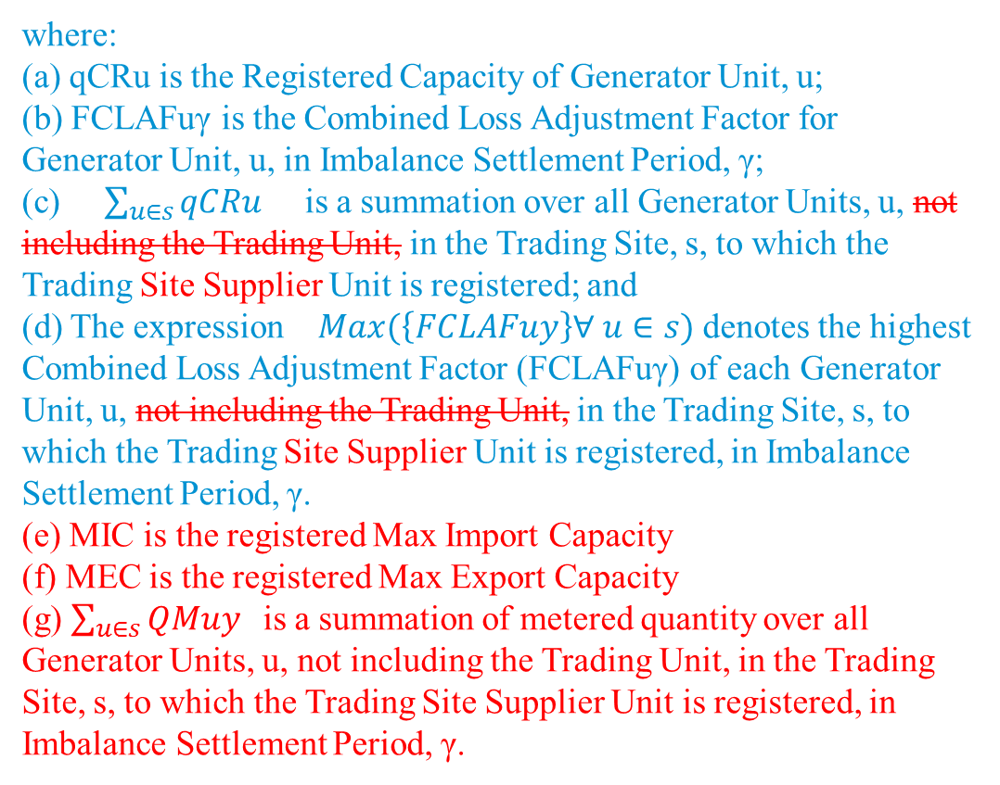 where:
(a) qCRu is the Registered Capacity of Generator Unit, u;
(b) FCLAFuγ is the Combined Loss Adjustment Factor for
Generator Unit, u, in Imbalance Settlement Period, γ;
(c) ∑u∈s qCRu is a summation over all Generator Units, u, not
including the Trading Unit, in the Trading Site, s, to which the
Trading Site Supplier Unit is registered; and
(d) The expression Max({FCLAFuy}∀ u ∈ s) denotes the highest
Combined Loss Adjustment Factor (FCLAFuγ) of each Generator
Unit, u, not including the Trading Unit, in the Trading Site, s, to
which the Trading Site Supplier Unit is registered, in Imbalance
Settlement Period, γ.
(e) MIC is the registered Max Import Capacity
(f) MEC is the registered Max Export Capacity
(g) ∑u∈s QMuy is a summation of metered quantity over all
Generator Units, u, not including the Trading Unit, in the Trading
Site, s, to which the Trading Site Supplier Unit is registered, in
Imbalance Settlement Period, γ.